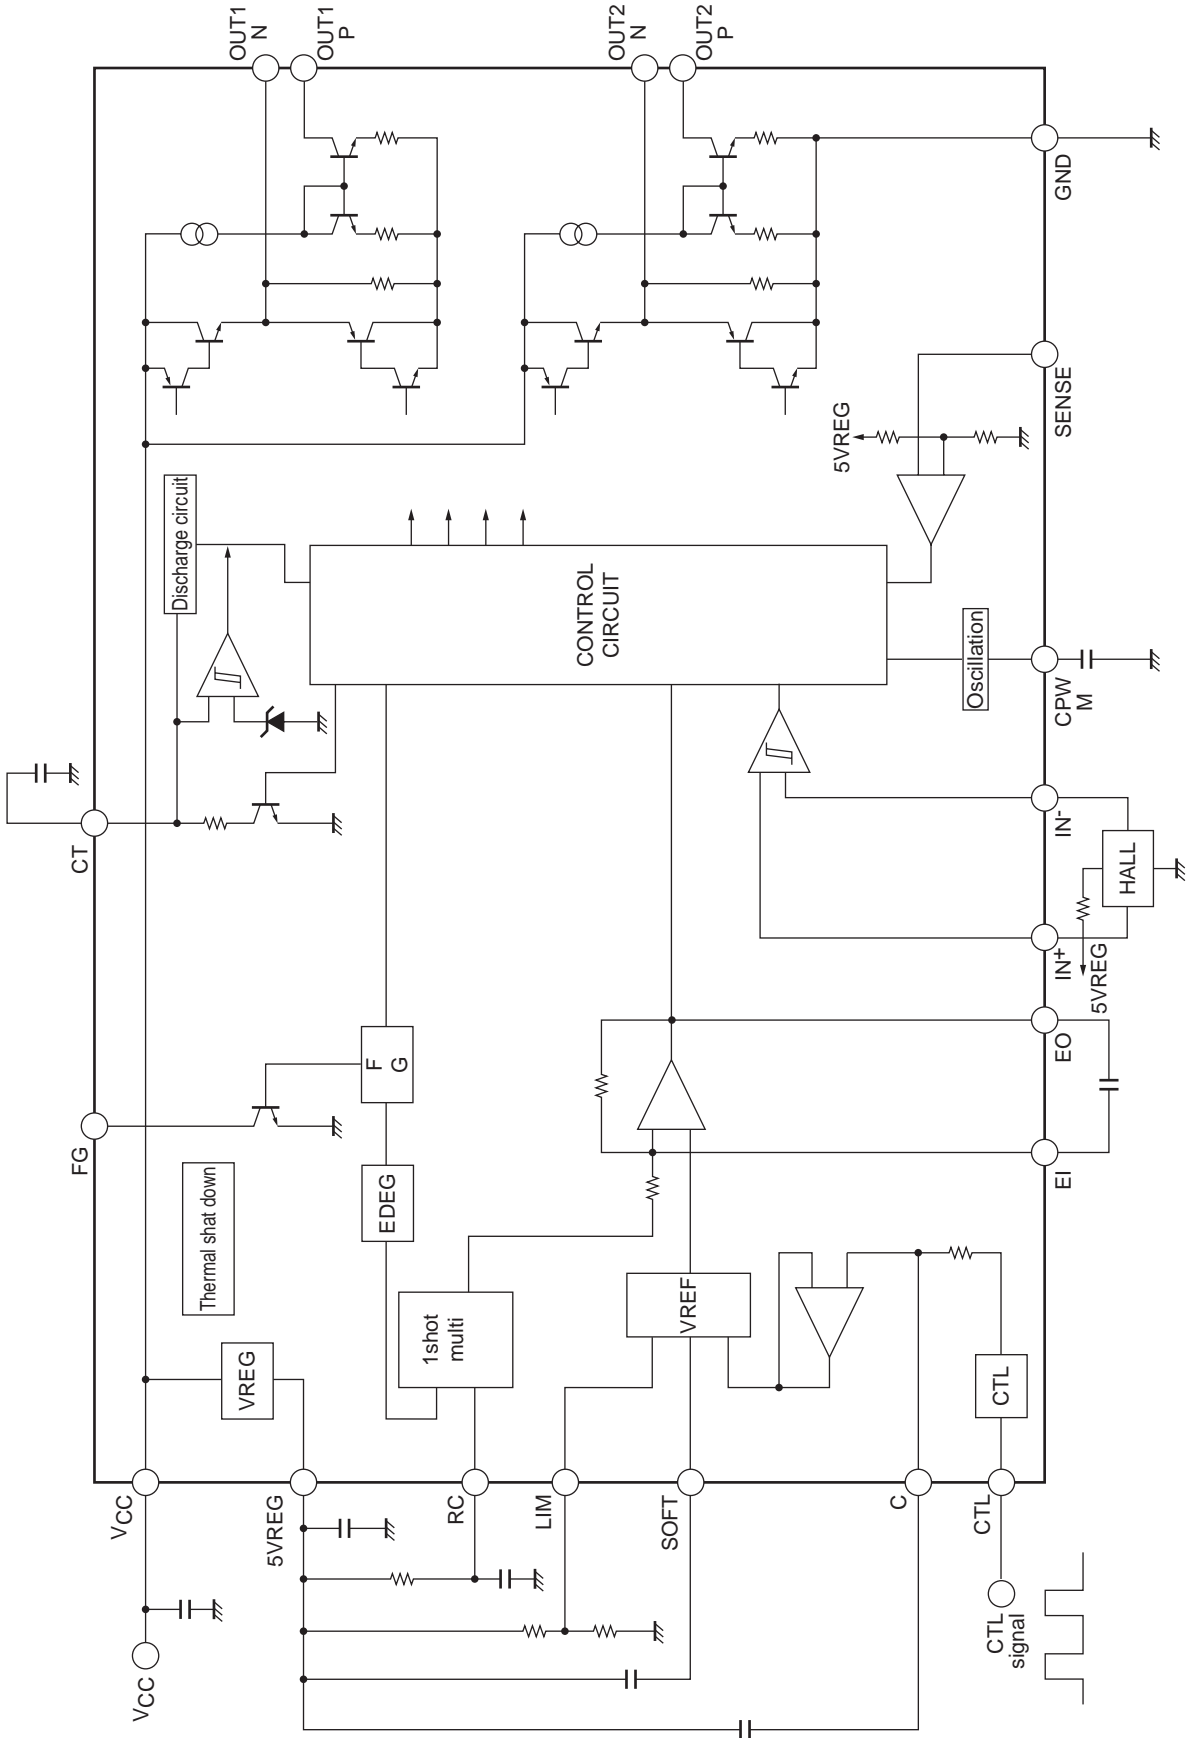 OUT1
N
OUT1
P
OUT2
N
OUT2
P
GND
SENSE
5VREG
Discharge circuit
CONTROL
CIRCUIT
Oscillation
CPW
M
CT
IN-
HALL
IN+
5VREG
FG
F
G
EO
EI
EDEG
Thermal shat down
1shot
multi
VREF
VREG
CTL
VCC
5VREG
RC
LIM
SOFT
C
CTL
VCC
CTL
signal